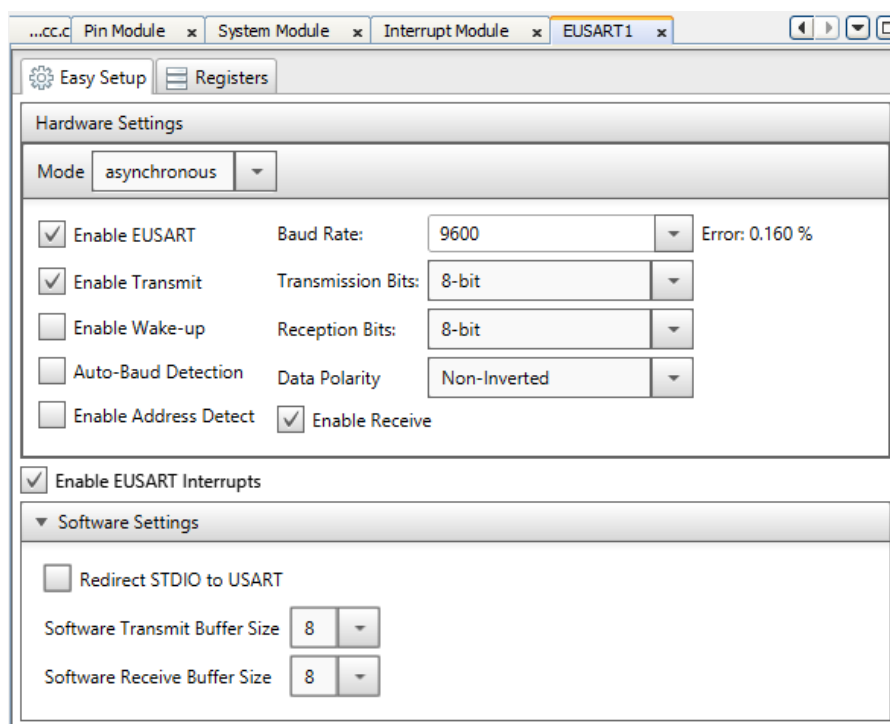 ...cc.c Pin Module x System Module x Interrupt Module x EUSART1 x
Easy Setup Registers
Hardware Settings
Mode asynchronous
Enable EUSART Baud Rate: 9600 Error: 0.160 %
Enable Transmit Transmission Bits: 8-bit
Enable Wake-up Reception Bits: 8-bit
Auto-Baud Detection Data Polarity Non-Inverted
Enable Address Detect Enable Receive
Enable EUSART Interrupts
Software Settings
Redirect STDIO to USART
Software Transmit Buffer Size 8
Software Receive Buffer Size 8